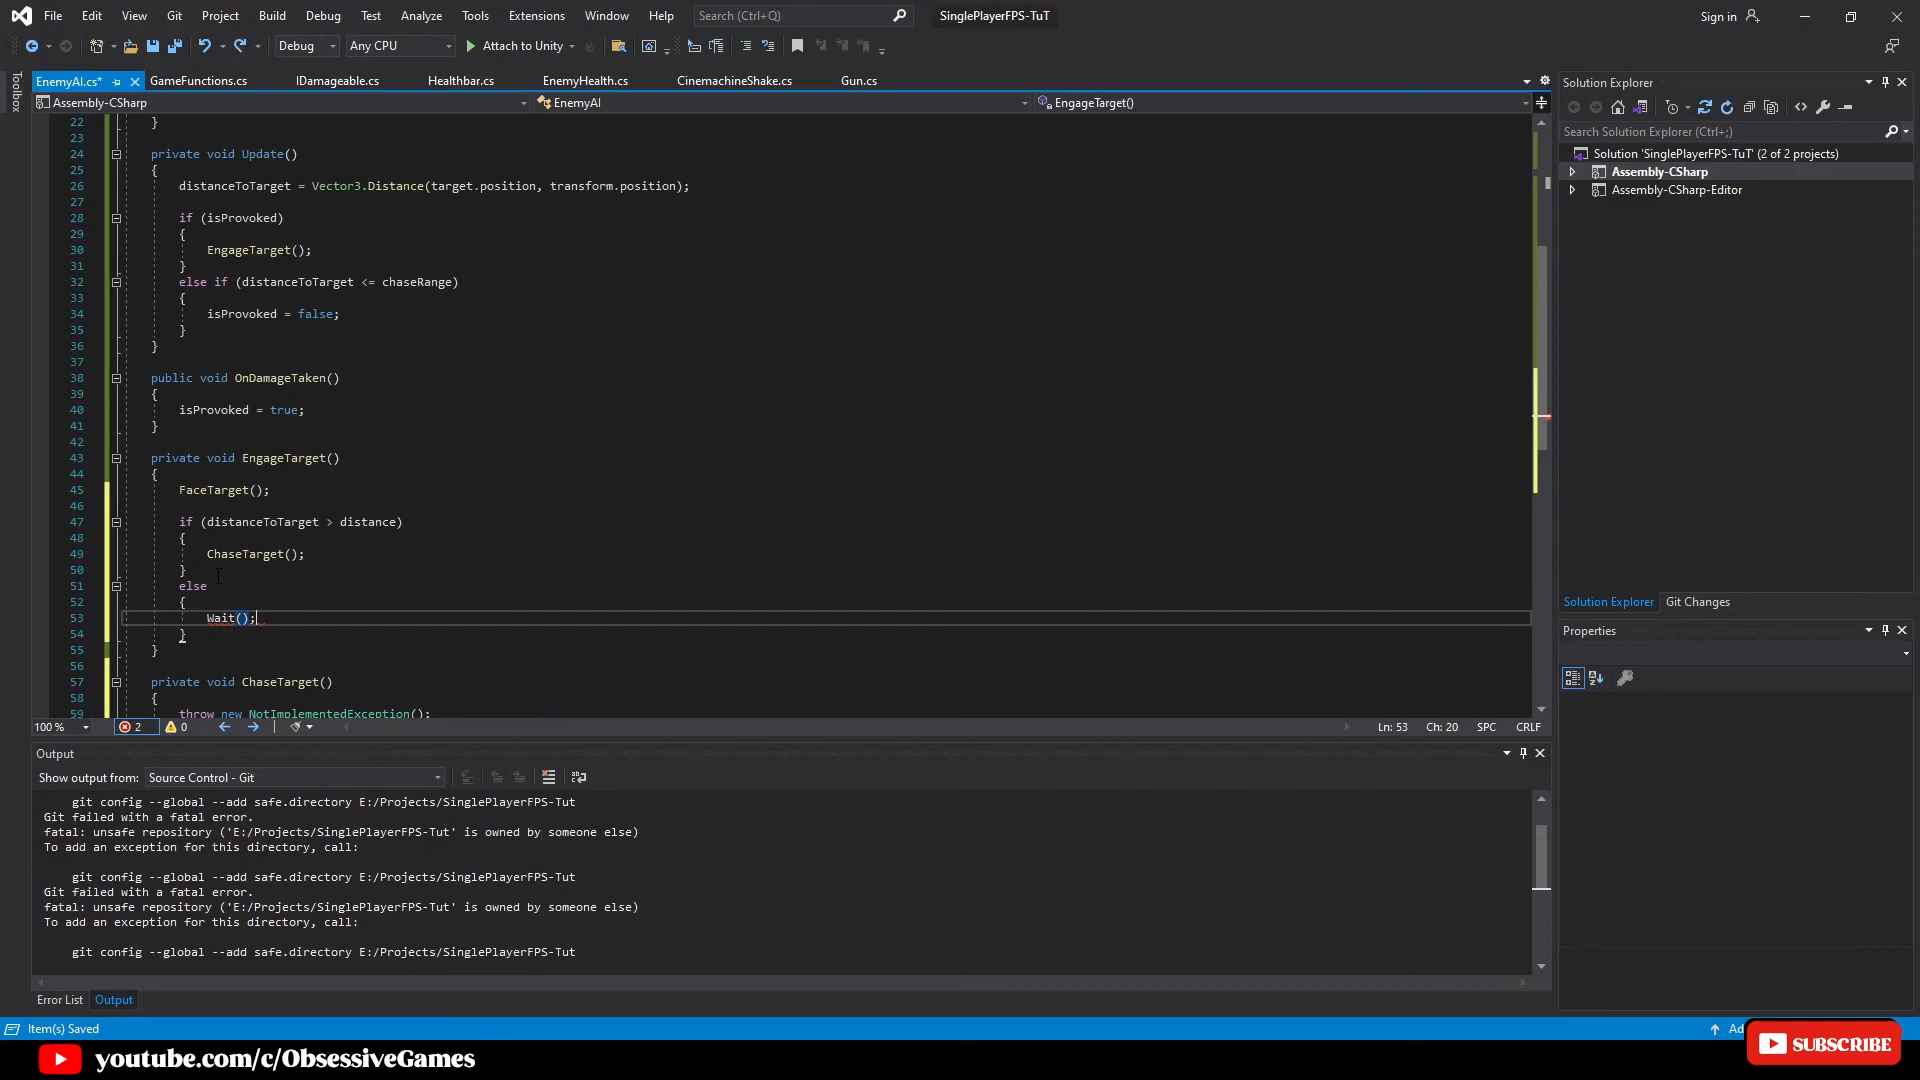 File Edit View Git Project Build Debug Test Analyze Tools Extensions Window Help Search (Ctrl+Q) SinglePlayerFPS-TuT Sign in
Debug Any CPU Attach to Unity
Toolbox
EnemyAI.cs* GameFunctions.cs IDamageable.cs Healthbar.cs EnemyHealth.cs CinemachineShake.cs Gun.cs
Assembly-CSharp EnemyAI EngageTarget()
22 }
23
24 private void Update()
25 {
26 distanceToTarget = Vector3.Distance(target.position, transform.position);
27
28 if (isProvoked)
29 {
30 EngageTarget();
31 }
32 else if (distanceToTarget <= chaseRange)
33 {
34 isProvoked = false;
35 }
36 }
37
38 public void OnDamageTaken()
39 {
40 isProvoked = true;
41 }
42
43 private void EngageTarget()
44 {
45 FaceTarget();
46
47 if (distanceToTarget > distance)
48 {
49 ChaseTarget();
50 }
51 else
52 {
53 Wait();
54 }
55 }
56
57 private void ChaseTarget()
58 {
59 throw new NotImplementedException();
100 % 2 0 Ln: 53 Ch: 20 SPC CRLF
Output
Show output from: Source Control - Git
git config --global --add safe.directory E:/Projects/SinglePlayerFPS-Tut
Git failed with a fatal error.
fatal: unsafe repository ('E:/Projects/SinglePlayerFPS-Tut' is owned by someone else)
To add an exception for this directory, call:
git config --global --add safe.directory E:/Projects/SinglePlayerFPS-Tut
Git failed with a fatal error.
fatal: unsafe repository ('E:/Projects/SinglePlayerFPS-Tut' is owned by someone else)
To add an exception for this directory, call:
git config --global --add safe.directory E:/Projects/SinglePlayerFPS-Tut
Error List Output
Solution Explorer
Search Solution Explorer (Ctrl+;)
Solution 'SinglePlayerFPS-TuT' (2 of 2 projects)
Assembly-CSharp
Assembly-CSharp-Editor
Solution Explorer Git Changes
Properties
Item(s) Saved
Ad
youtube.com/c/ObsessiveGames
SUBSCRIBE